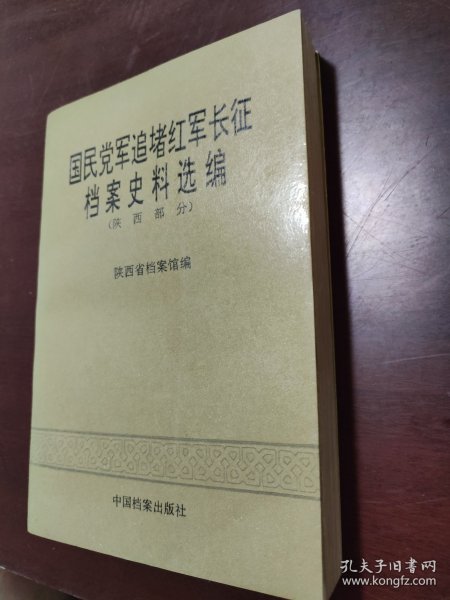 国民党军追堵红军长征
档案史料选编
（陕西部分）
陕西省档案馆编
中国档案出版社
孔夫子旧书网
www.kongfz.com